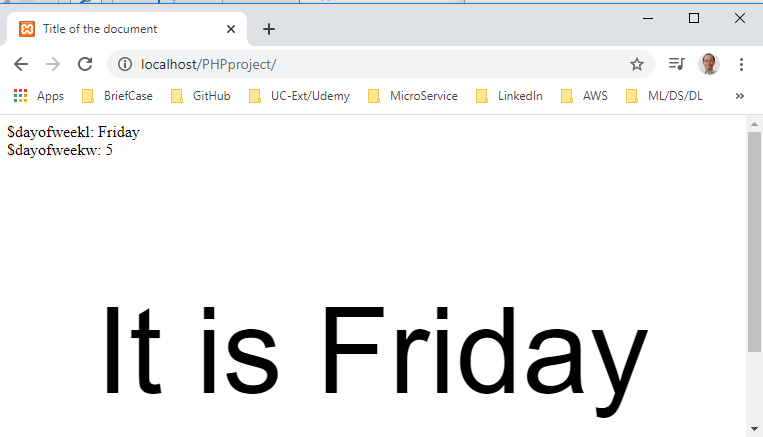 Title of the document
localhost/PHPproject/
Apps BriefCase GitHub UC-Ext/Udemy MicroService LinkedIn AWS ML/DS/DL »
$dayofweekl: Friday
$dayofweekw: 5
It is Friday